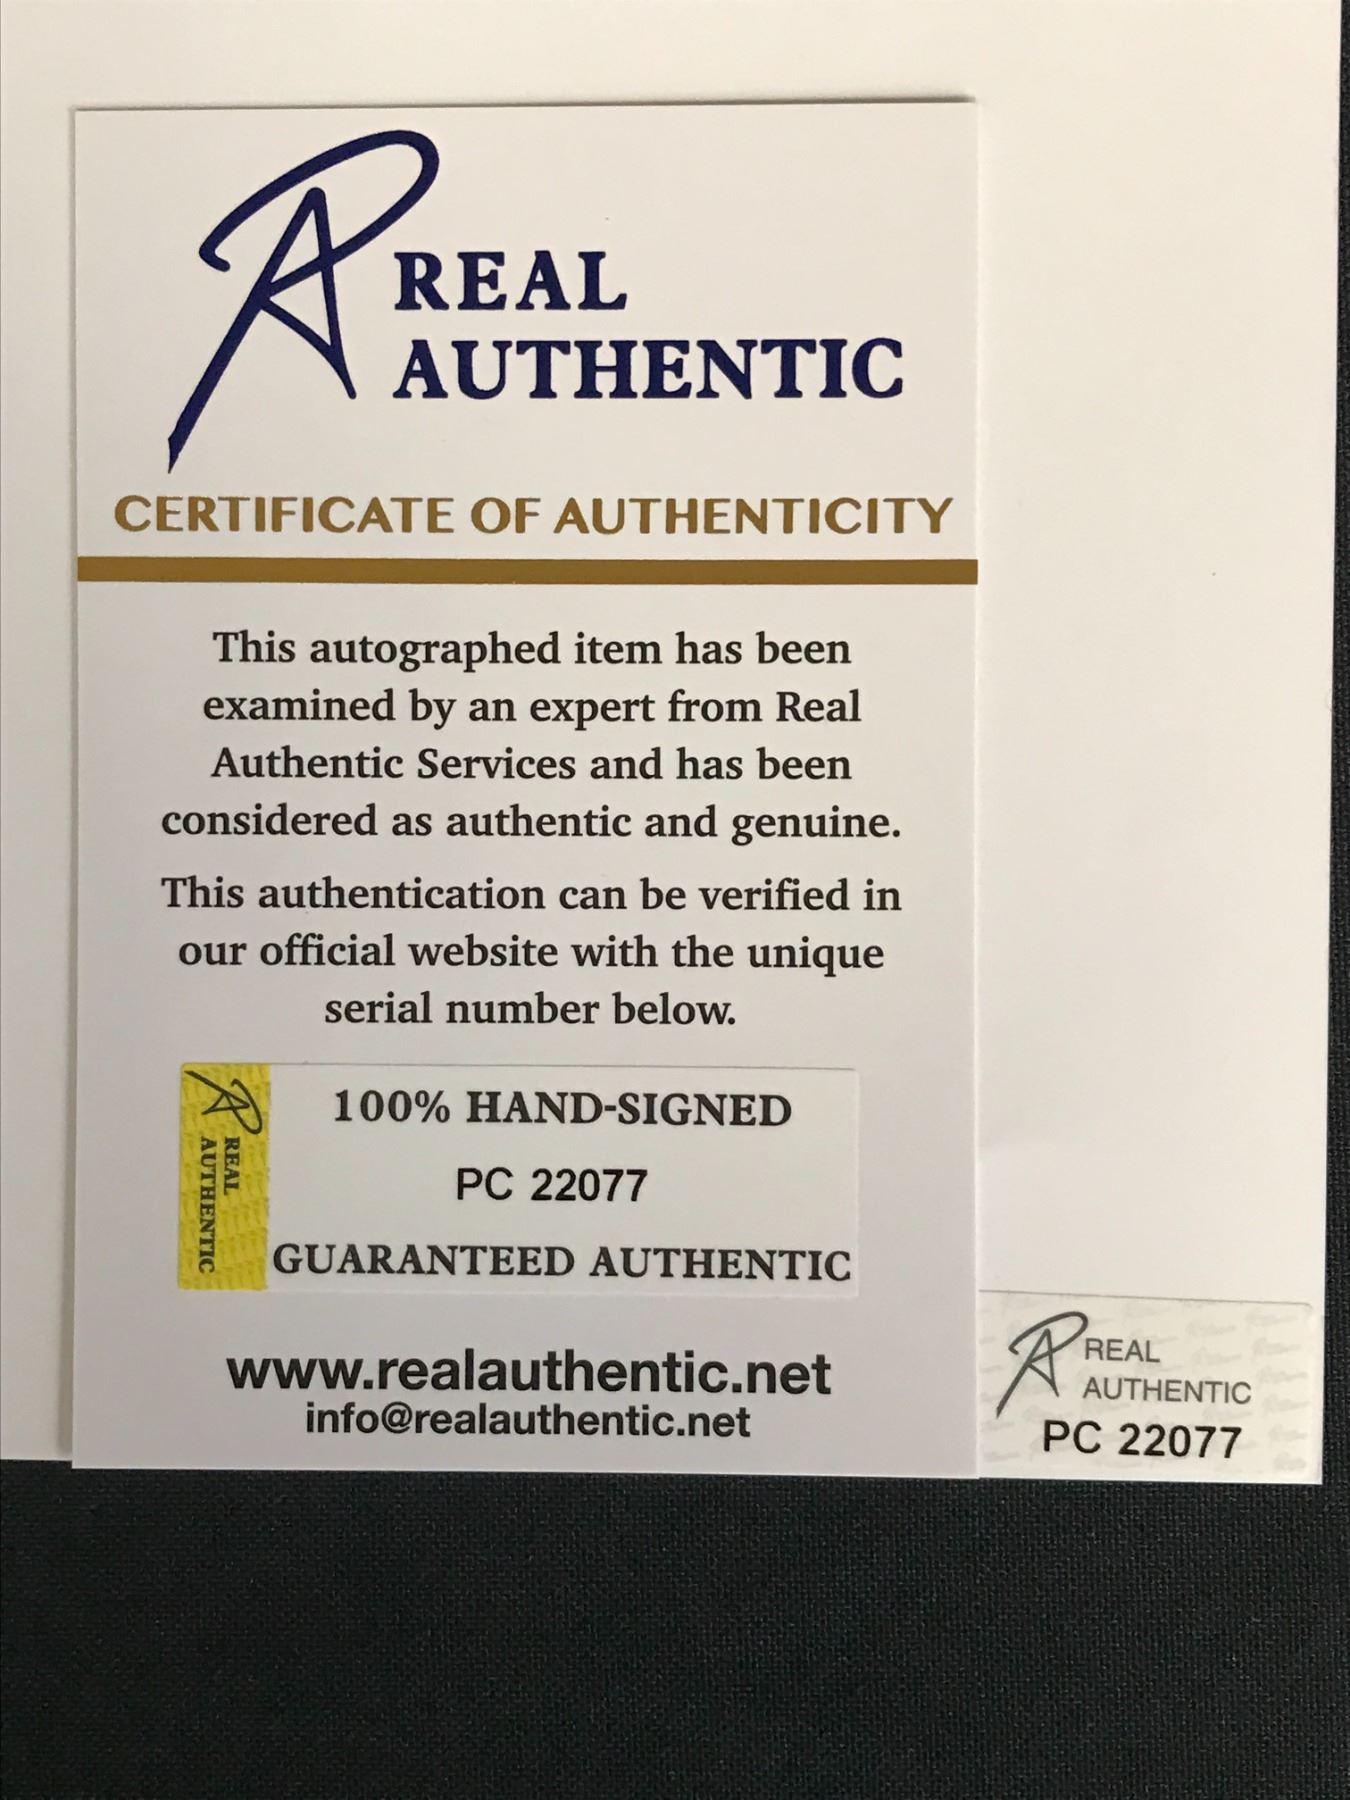 REAL
AUTHENTIC
CERTIFICATE OF AUTHENTICITY
This autographed item has been
examined by an expert from Real
Authentic Services and has been
considered as authentic and genuine.
This authentication can be verified in
our official website with the unique
serial number below.
REAL
AUTHENTIC
100% HAND-SIGNED
PC 22077
GUARANTEED AUTHENTIC
www.realauthentic.net
info@realauthentic.net
REAL
AUTHENTIC
PC 22077